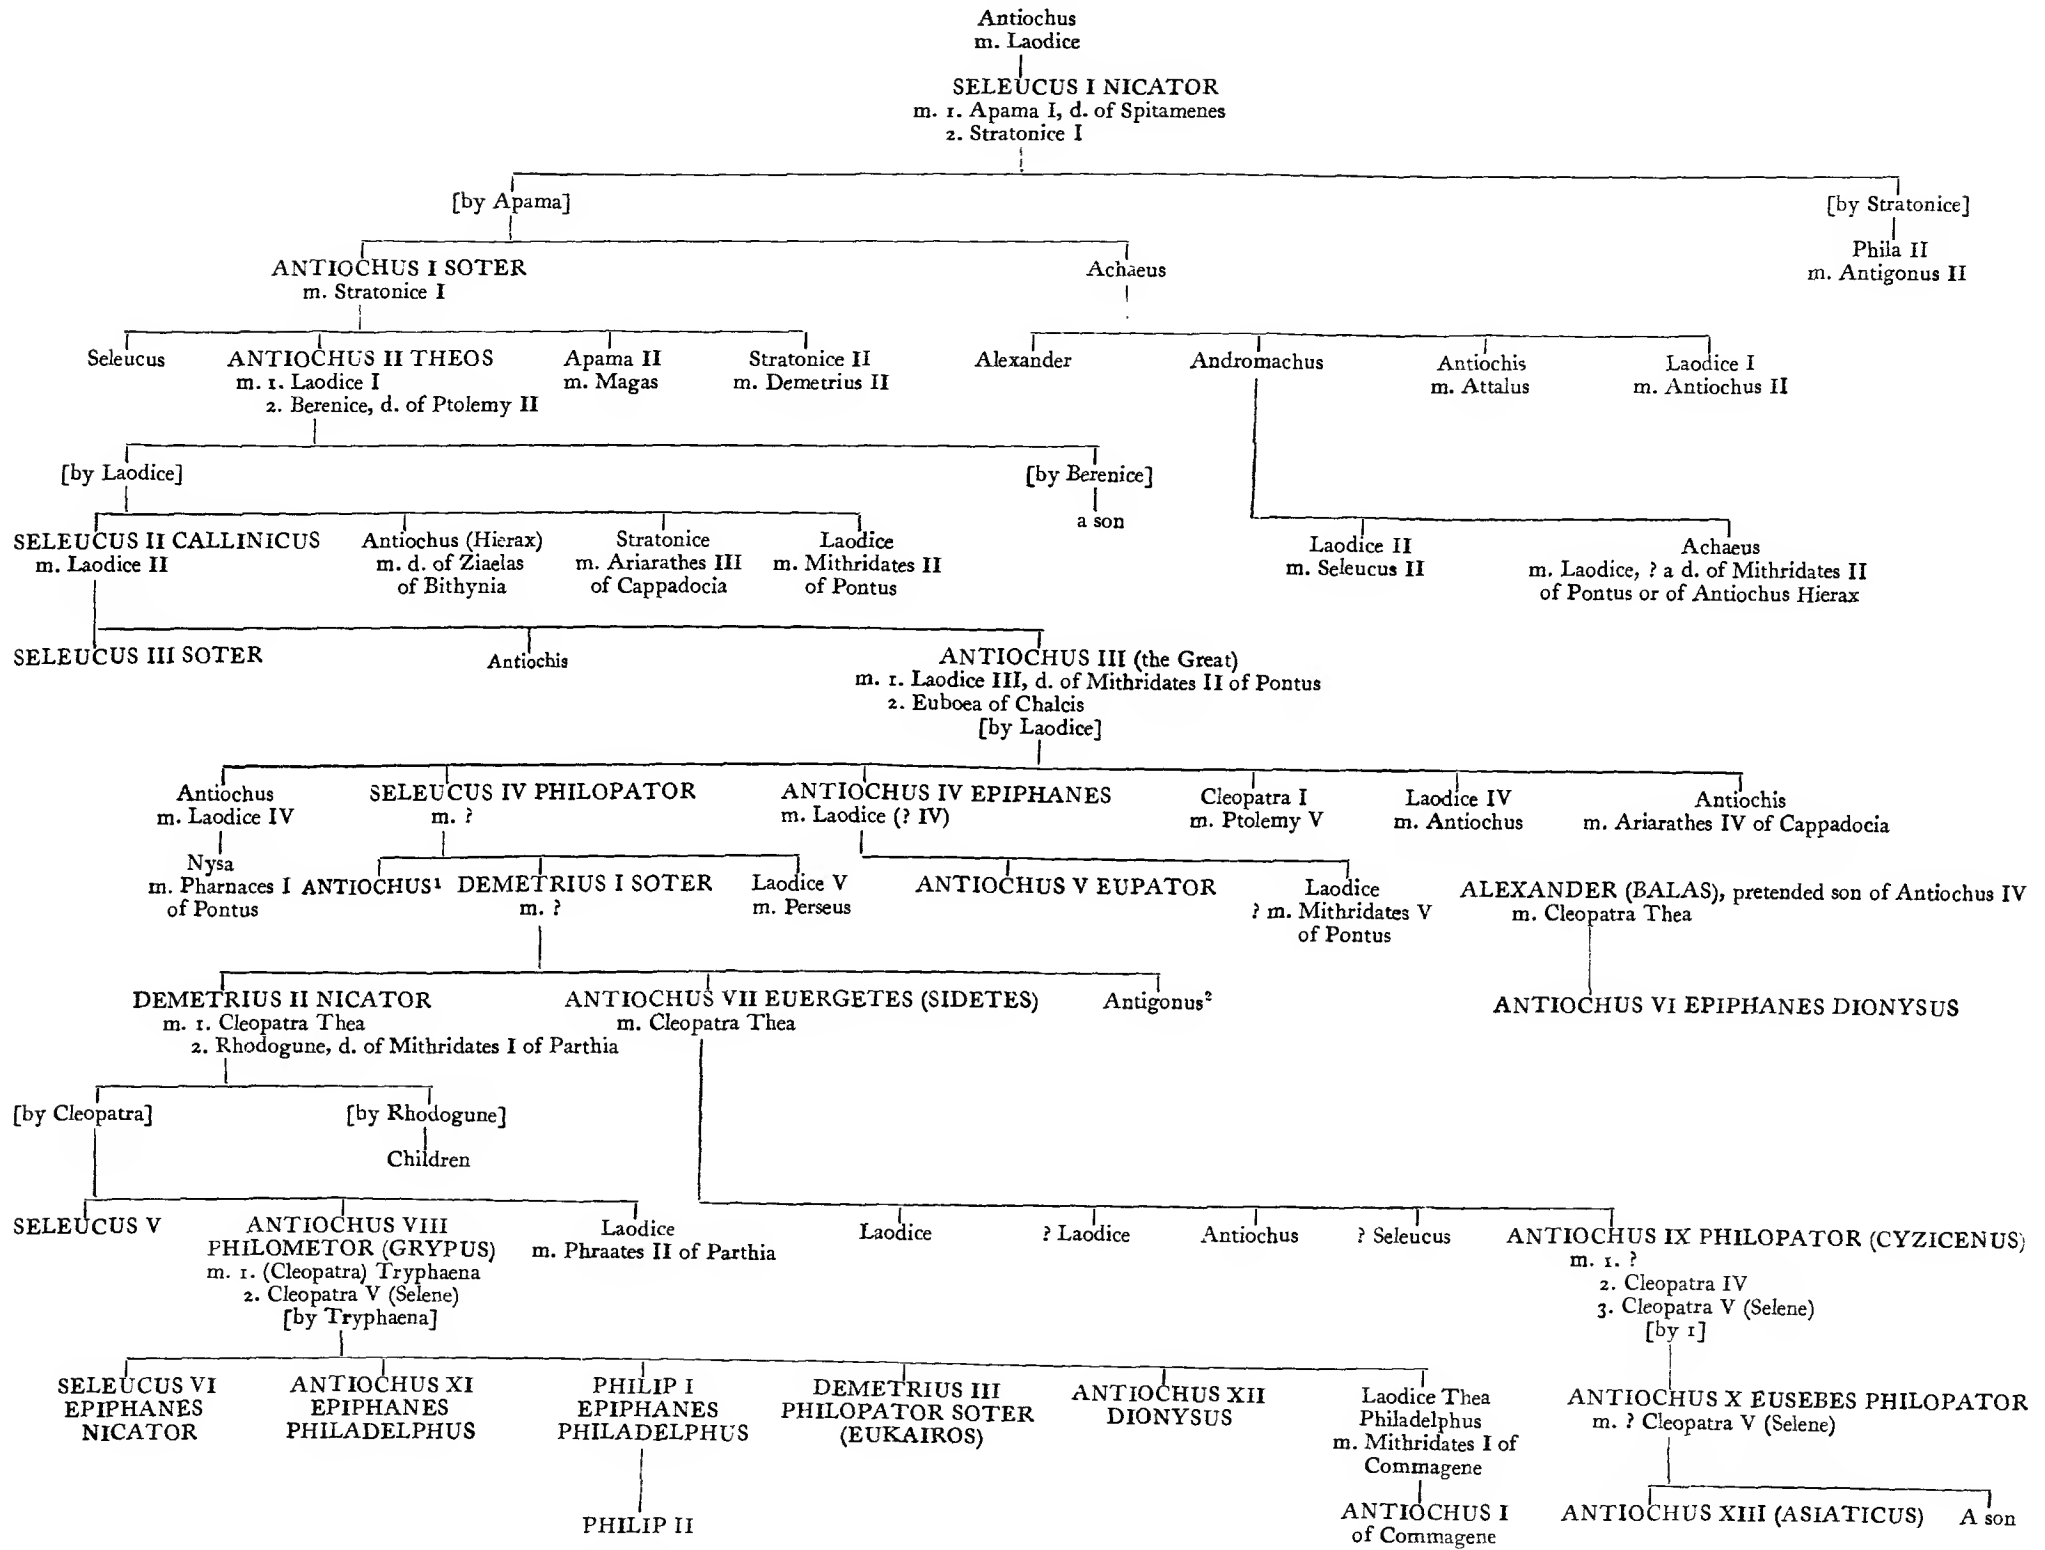 Antiochus
m. Laodice
SELEUCUS I NICATOR
m. 1. Apama I, d. of Spitamenes
2. Stratonice I
[by Apama]
[by Stratonice]
Phila II
m. Antigonus II
ANTIOCHUS I SOTER
m. Stratonice I
Achaeus
Seleucus
ANTIOCHUS II THEOS
m. 1. Laodice I
2. Berenice, d. of Ptolemy II
Apama II
m. Magas
Stratonice II
m. Demetrius II
Alexander
Andromachus
Antiochis
m. Attalus
Laodice I
m. Antiochus II
[by Laodice]
[by Berenice]
a son
SELEUCUS II CALLINICUS
m. Laodice II
Antiochus (Hierax)
m. d. of Ziaelas
of Bithynia
Stratonice
m. Ariarathes III
of Cappadocia
Laodice
m. Mithridates II
of Pontus
Laodice II
m. Seleucus II
Achaeus
m. Laodice, ? a d. of Mithridates II
of Pontus or of Antiochus Hierax
SELEUCUS III SOTER
Antiochis
ANTIOCHUS III (the Great)
m. 1. Laodice III, d. of Mithridates II of Pontus
2. Euboea of Chalcis
[by Laodice]
Antiochus
m. Laodice IV
SELEUCUS IV PHILOPATOR
m. ?
ANTIOCHUS IV EPIPHANES
m. Laodice (? IV)
Cleopatra I
m. Ptolemy V
Laodice IV
m. Antiochus
Antiochis
m. Ariarathes IV of Cappadocia
Nysa
m. Pharnaces I
of Pontus
ANTIOCHUS¹
DEMETRIUS I SOTER
m. ?
Laodice V
m. Perseus
ANTIOCHUS V EUPATOR
Laodice
? m. Mithridates V
of Pontus
ALEXANDER (BALAS), pretended son of Antiochus IV
m. Cleopatra Thea
DEMETRIUS II NICATOR
m. 1. Cleopatra Thea
2. Rhodogune, d. of Mithridates I of Parthia
ANTIOCHUS VII EUERGETES (SIDETES)
m. Cleopatra Thea
Antigonus²
ANTIOCHUS VI EPIPHANES DIONYSUS
[by Cleopatra]
[by Rhodogune]
Children
SELEUCUS V
ANTIOCHUS VIII
PHILOMETOR (GRYPUS)
m. 1. (Cleopatra) Tryphaena
2. Cleopatra V (Selene)
[by Tryphaena]
Laodice
m. Phraates II of Parthia
Laodice
? Laodice
Antiochus
? Seleucus
ANTIOCHUS IX PHILOPATOR (CYZICENUS)
m. 1. ?
2. Cleopatra IV
3. Cleopatra V (Selene)
[by 1]
SELEUCUS VI
EPIPHANES
NICATOR
ANTIOCHUS XI
EPIPHANES
PHILADELPHUS
PHILIP I
EPIPHANES
PHILADELPHUS
DEMETRIUS III
PHILOPATOR SOTER
(EUKAIROS)
ANTIOCHUS XII
DIONYSUS
Laodice Thea
Philadelphus
m. Mithridates I of
Commagene
ANTIOCHUS X EUSEBES PHILOPATOR
m. ? Cleopatra V (Selene)
PHILIP II
ANTIOCHUS I
of Commagene
ANTIOCHUS XIII (ASIATICUS)
A son